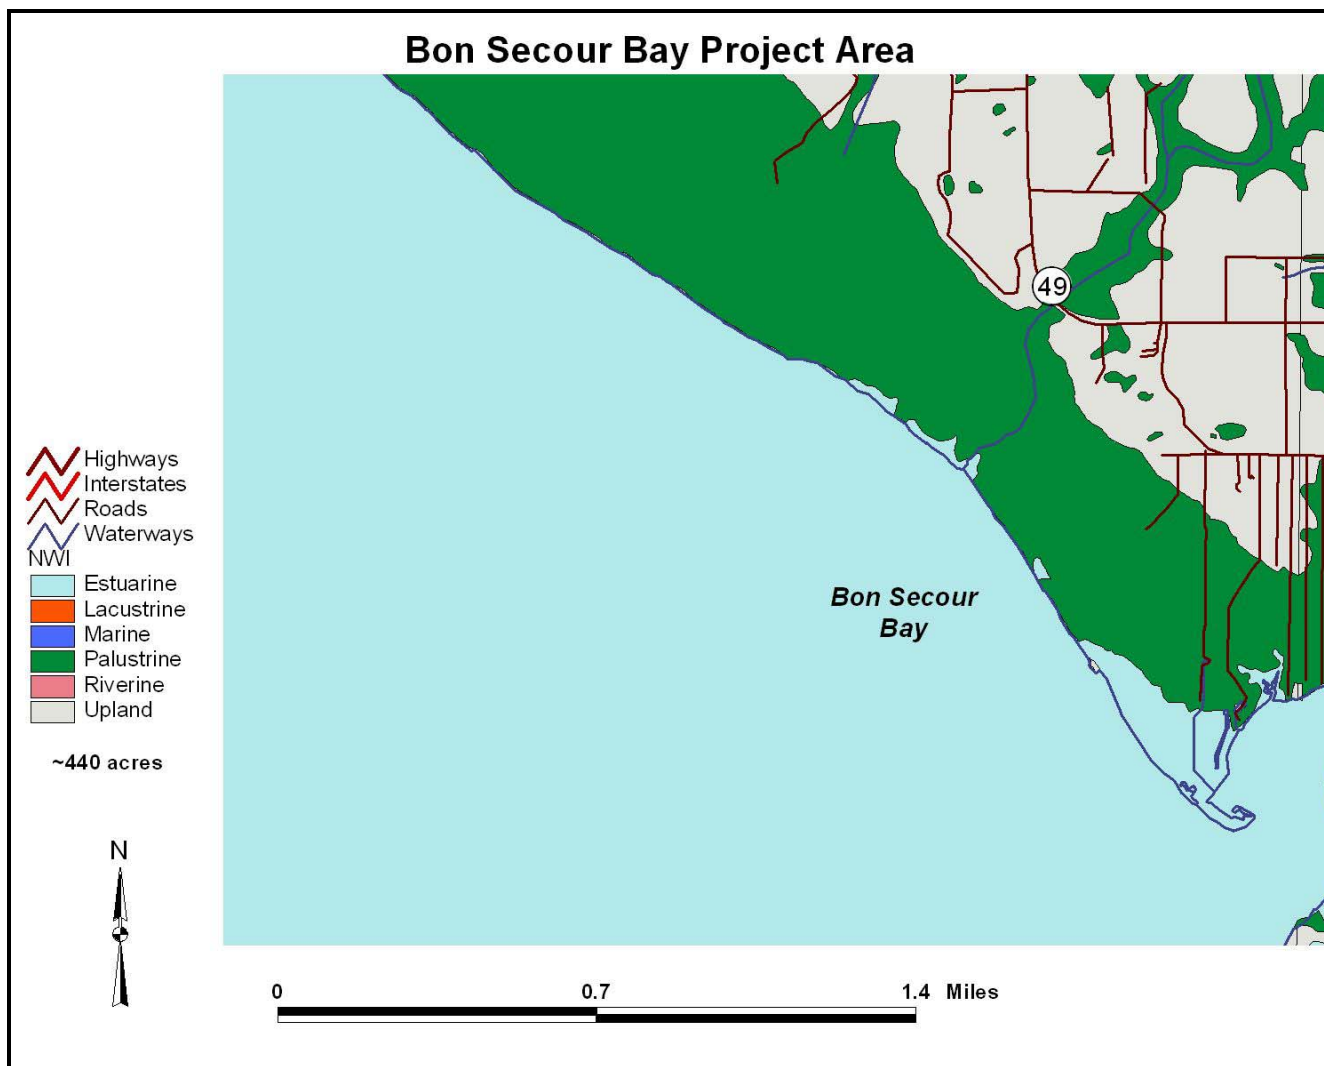 Bon Secour Bay Project Area
49
Highways
Interstates
Roads
Waterways
NWI
Estuarine
Lacustrine
Marine
Palustrine
Riverine
Upland
~440 acres
Bon Secour
Bay
N
0 0.7 1.4 Miles